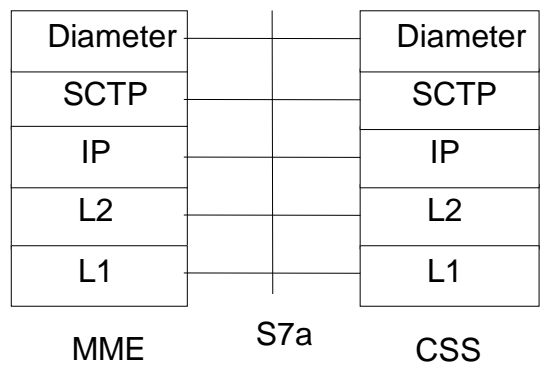 Diameter Diameter
SCTP SCTP
IP IP
L2 L2
L1 L1
MME S7a CSS